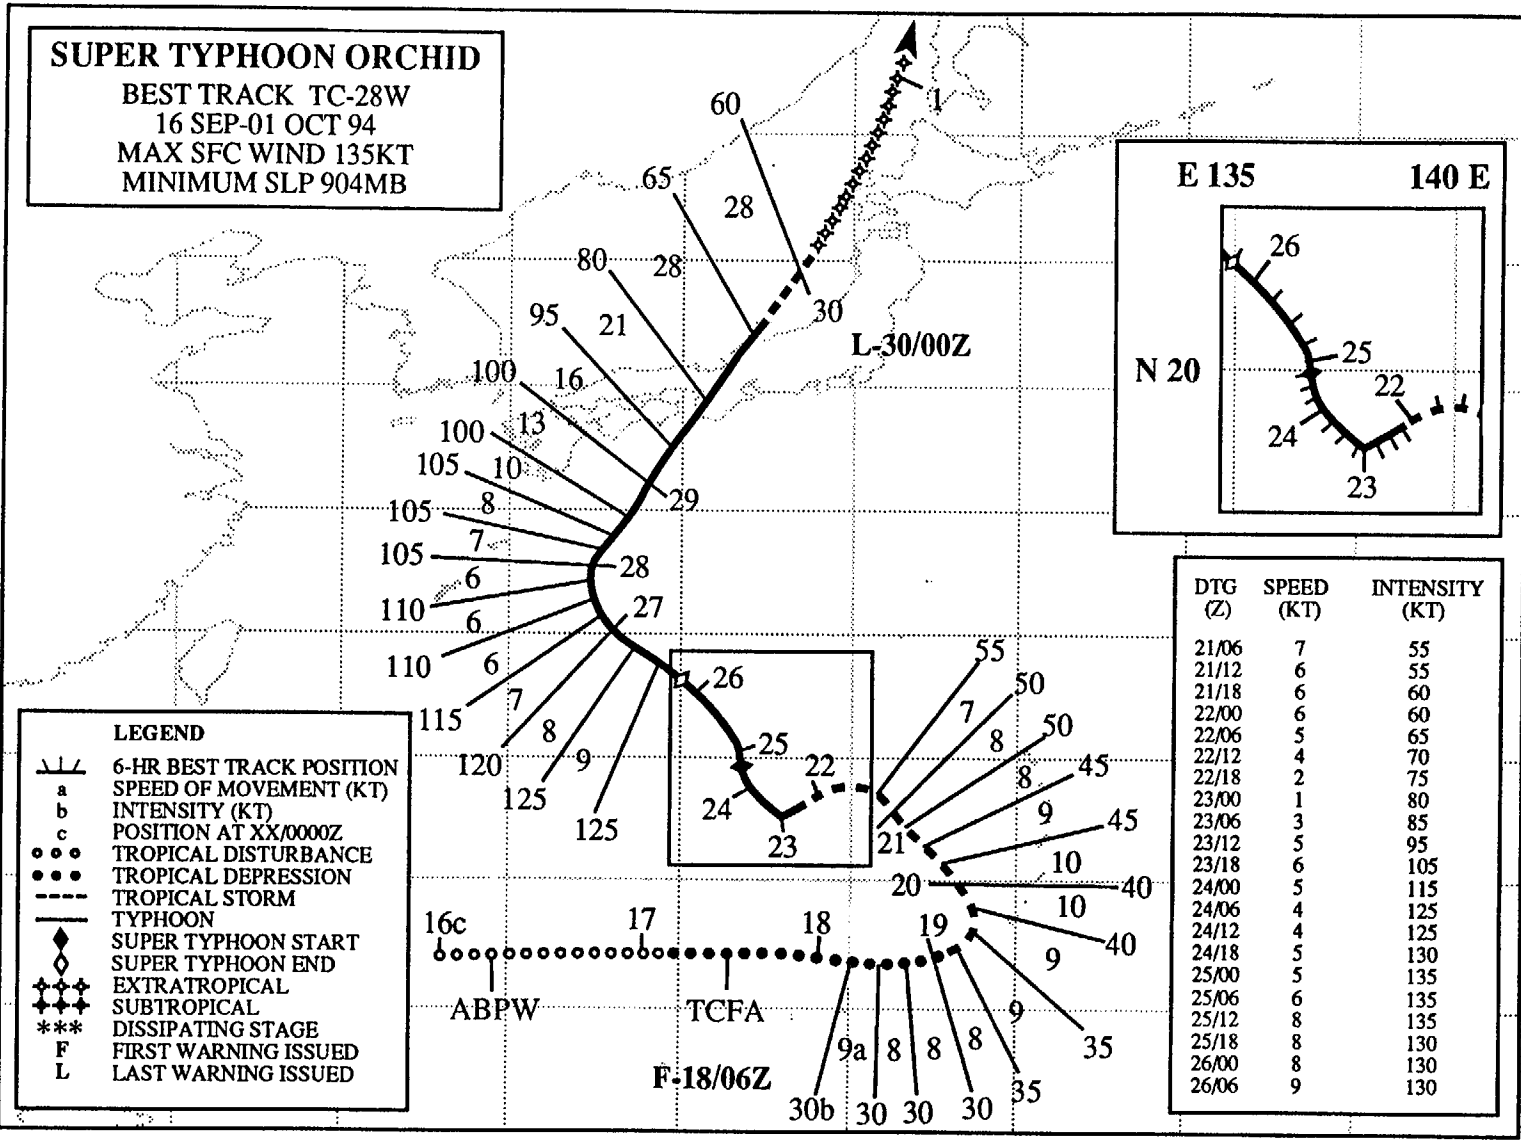 SUPER TYPHOON ORCHID
BEST TRACK TC-28W
16 SEP-01 OCT 94
MAX SFC WIND 135KT
MINIMUM SLP 904MB
1
60
65
28
80
28
30
L-30/00Z
95
21
100
16
100
13
29
105
10
105
8
105
7
28
110
6
27
110
6
115
6
120
7
125
8
125
9
26
25
24
23
22
55
50
7
50
8
45
8
45
9
21
10
40
20
10
40
9
35
9
35
8
30
8
30
8
30
9a
30b
19
18
17
16c
ABPW
TCFA
F-18/06Z
E 135 140 E
N 20
26
25
22
24
23
LEGEND
6-HR BEST TRACK POSITION
a SPEED OF MOVEMENT (KT)
b INTENSITY (KT)
c POSITION AT XX/0000Z
TROPICAL DISTURBANCE
TROPICAL DEPRESSION
TROPICAL STORM
TYPHOON
SUPER TYPHOON START
SUPER TYPHOON END
EXTRATROPICAL
SUBTROPICAL
*** DISSIPATING STAGE
F FIRST WARNING ISSUED
L LAST WARNING ISSUED
DTG SPEED INTENSITY
(Z) (KT) (KT)
21/06 7 55
21/12 6 55
21/18 6 60
22/00 6 60
22/06 5 65
22/12 4 70
22/18 2 75
23/00 1 80
23/06 3 85
23/12 5 95
23/18 6 105
24/00 5 115
24/06 4 125
24/12 4 125
24/18 5 130
25/00 5 135
25/06 6 135
25/12 8 135
25/18 8 130
26/00 8 130
26/06 9 130